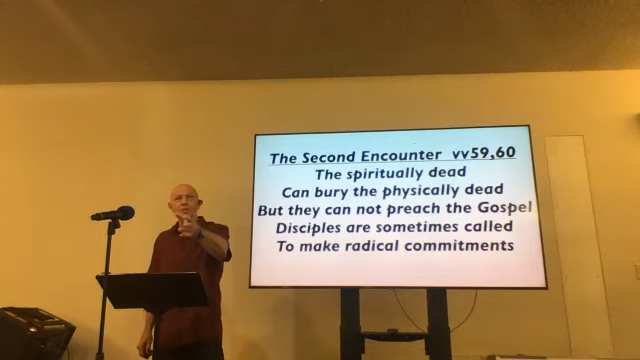 The Second Encounter vv59,60
The spiritually dead
Can bury the physically dead
But they can not preach the Gospel
Disciples are sometimes called
To make radical commitments